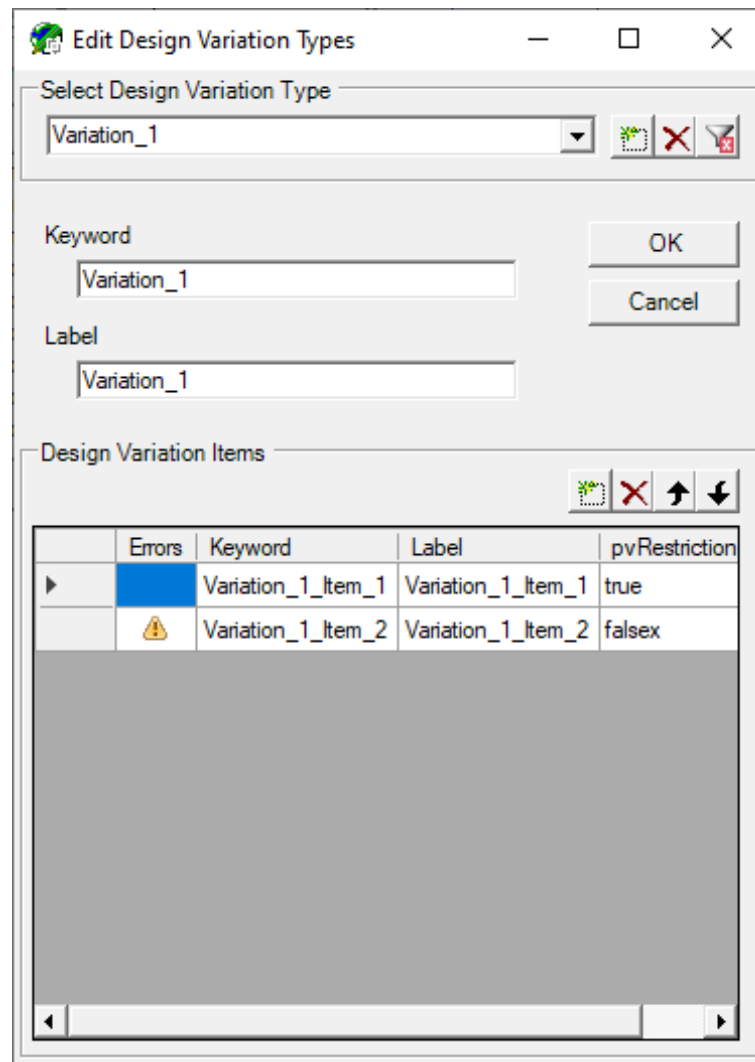 Edit Design Variation Types
Select Design Variation Type
Variation_1
Keyword
OK
Variation_1
Cancel
Label
Variation_1
Design Variation Items
Errors Keyword Label pvRestriction
Variation_1_Item_1 Variation_1_Item_1 true
Variation_1_Item_2 Variation_1_Item_2 falsex